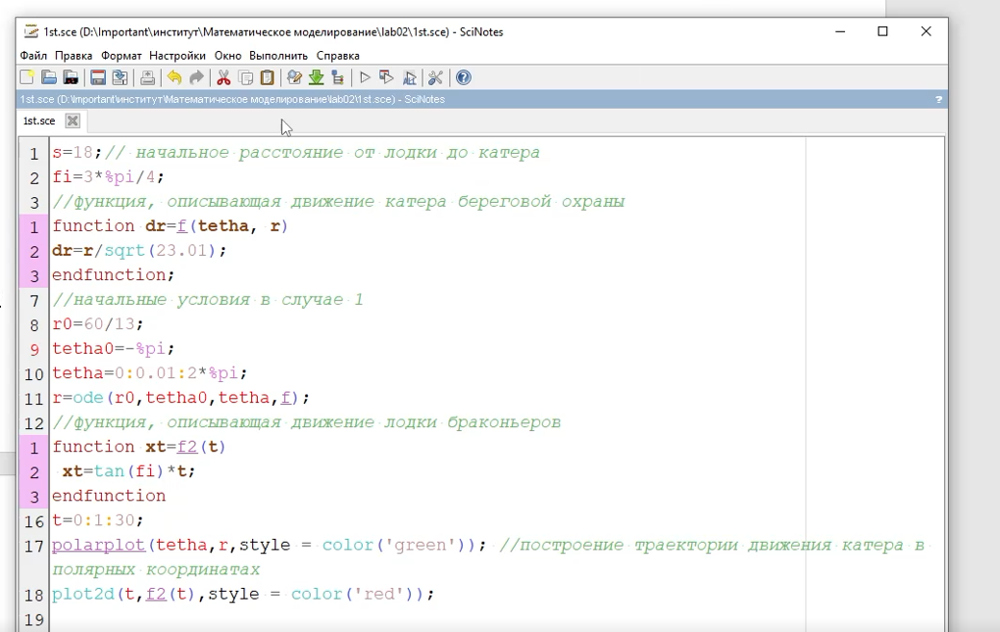 1st.sce (D:\Important\институт\Математическое моделирование\lab02\1st.sce) - SciNotes
Файл Правка Формат Настройки Окно Выполнить Справка
1st.sce (D:\Important\институт\Математическое моделирование\lab02\1st.sce) - SciNotes ?
1st.sce
1 s=18;// начальное расстояние от лодки до катера
2 fi=3*%pi/4;
3 //функция, описывающая движение катера береговой охраны
1 function dr=f(tetha, r)
2 dr=r/sqrt(23.01);
3 endfunction;
7 //начальные условия в случае 1
8 r0=60/13;
9 tetha0=-%pi;
10 tetha=0:0.01:2*%pi;
11 r=ode(r0,tetha0,tetha,f);
12 //функция, описывающая движение лодки браконьеров
1 function xt=f2(t)
2 xt=tan(fi)*t;
3 endfunction
16 t=0:1:30;
17 polarplot(tetha,r,style = color('green')); //построение траектории движения катера в
полярных координатах
18 plot2d(t,f2(t),style = color('red'));
19